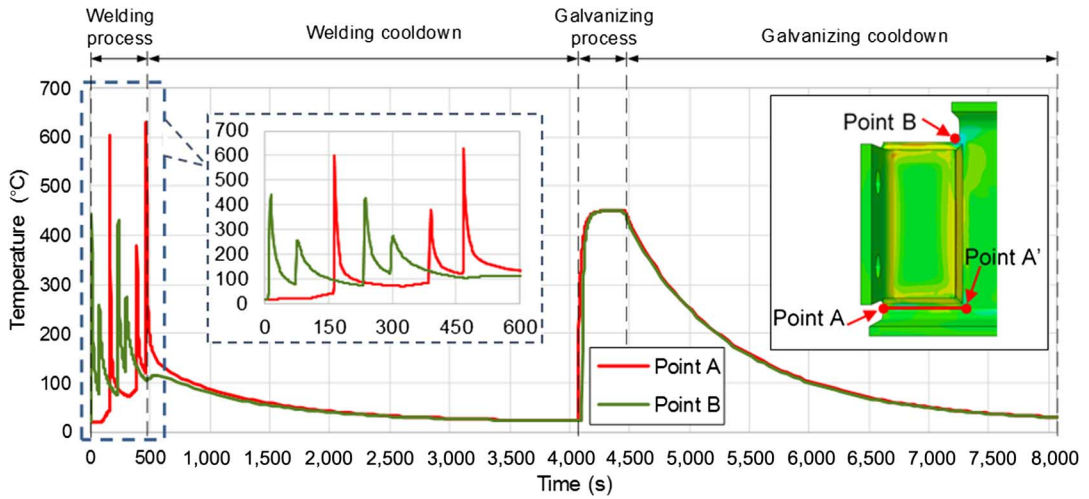 Welding process
Welding cooldown
Galvanizing process
Galvanizing cooldown
Temperature (°C)
700
600
500
400
300
200
100
0
700
600
500
400
300
200
100
0
0 150 300 450 600
Point B
Point A'
Point A
Point A
Point B
0 500 1,000 1,500 2,000 2,500 3,000 3,500 4,000 4,500 5,000 5,500 6,000 6,500 7,000 7,500 8,000
Time (s)